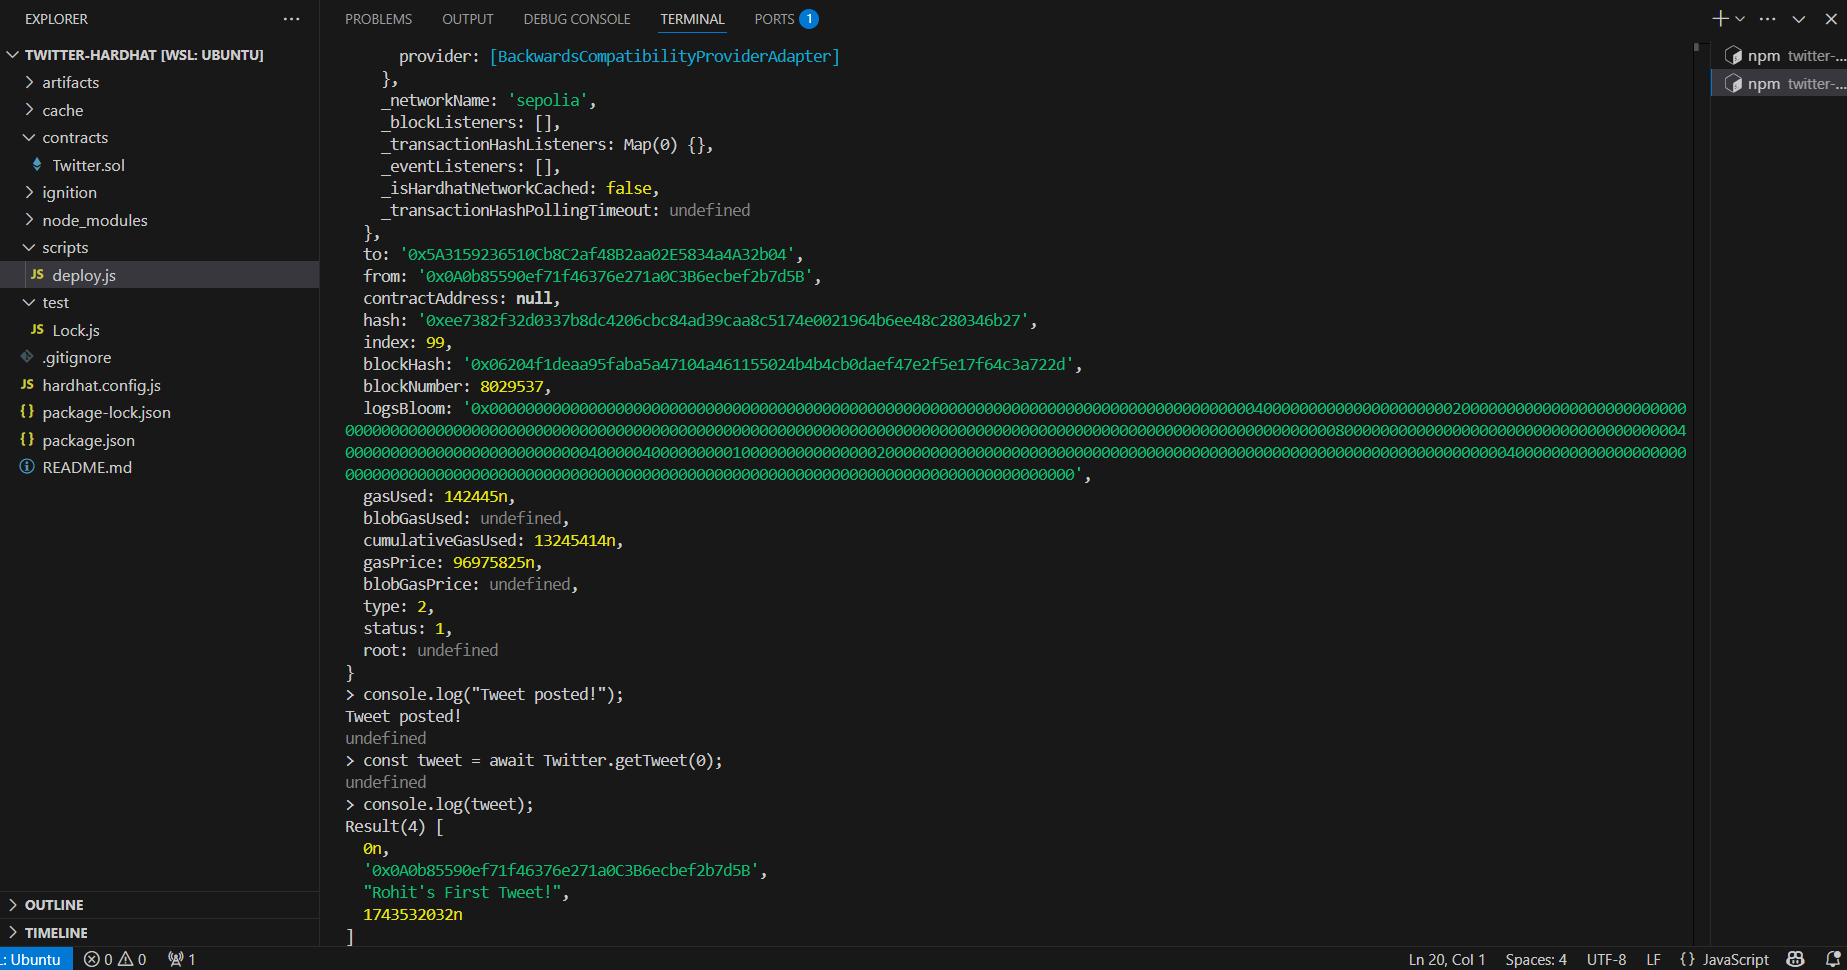 EXPLORER
TWITTER-HARDHAT [WSL: UBUNTU]
artifacts
cache
contracts
Twitter.sol
ignition
node_modules
scripts
JS deploy.js
test
JS Lock.js
.gitignore
JS hardhat.config.js
{} package-lock.json
{} package.json
README.md
OUTLINE
TIMELINE
PROBLEMS OUTPUT DEBUG CONSOLE TERMINAL PORTS 1
provider: [BackwardsCompatibilityProviderAdapter]
},
_networkName: 'sepolia',
_blockListeners: [],
_transactionHashListeners: Map(0) {},
_eventListeners: [],
_isHardhatNetworkCached: false,
_transactionHashPollingTimeout: undefined
},
to: '0x5A3159236510Cb8C2af48B2aa02E5834a4A32b04',
from: '0x0A0b85590ef71f46376e271a0C3B6ecbef2b7d5B',
contractAddress: null,
hash: '0xee7382f32d0337b8dc4206cbc84ad39caa8c5174e0021964b6ee48c280346b27',
index: 99,
blockHash: '0x06204f1deaa95faba5a47104a461155024b4b4cb0daef47e2f5e17f64c3a722d',
blockNumber: 8029537,
logsBloom:
gasUsed: 142445n,
blobGasUsed: undefined,
cumulativeGasUsed: 13245414n,
gasPrice: 96975825n,
blobGasPrice: undefined,
type: 2,
status: 1,
root: undefined
}
> console.log("Tweet posted!");
Tweet posted!
undefined
> const tweet = await Twitter.getTweet(0);
undefined
> console.log(tweet);
Result(4) [
0n,
'0x0A0b85590ef71f46376e271a0C3B6ecbef2b7d5B',
"Rohit's First Tweet!",
1743532032n
]
npm twitter-...
npm twitter-...
L: Ubuntu 0 0 1
Ln 20, Col 1 Spaces: 4 UTF-8 LF {} JavaScript